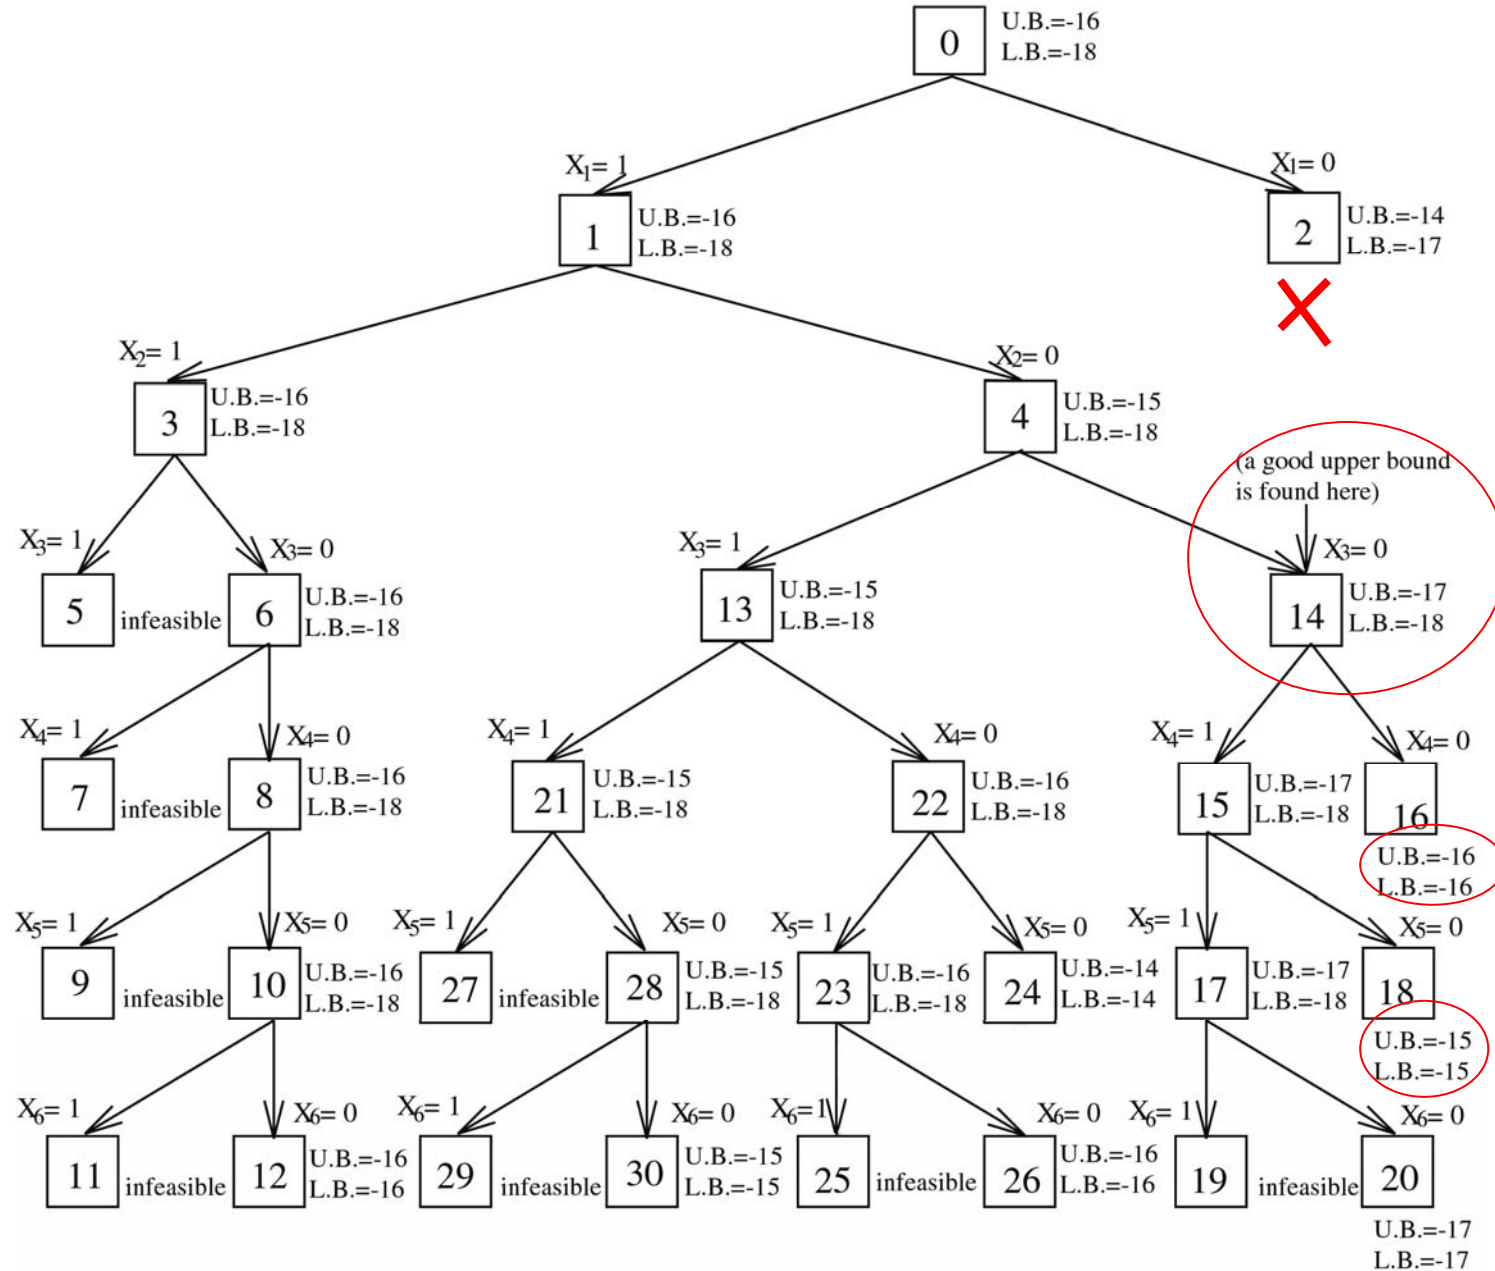 0
U.B.=-16
L.B.=-18
X1= 1
X1= 0
1
U.B.=-16
L.B.=-18
2
U.B.=-14
L.B.=-17
X2= 1
X2= 0
3
U.B.=-16
L.B.=-18
4
U.B.=-15
L.B.=-18
(a good upper bound
is found here)
X3= 1
X3= 0
X3= 1
X3= 0
5
infeasible
6
U.B.=-16
L.B.=-18
13
U.B.=-15
L.B.=-18
14
U.B.=-17
L.B.=-18
X4= 1
X4= 0
X4= 1
X4= 0
X4= 1
X4= 0
7
infeasible
8
U.B.=-16
L.B.=-18
21
U.B.=-15
L.B.=-18
22
U.B.=-16
L.B.=-18
15
U.B.=-17
L.B.=-18
16
U.B.=-16
L.B.=-16
X5= 1
X5= 0
X5= 1
X5= 0
X5= 1
X5= 0
X5= 1
X5= 0
9
infeasible
10
U.B.=-16
L.B.=-18
27
infeasible
28
U.B.=-15
L.B.=-18
23
U.B.=-16
L.B.=-18
24
U.B.=-14
L.B.=-14
17
U.B.=-17
L.B.=-18
18
U.B.=-15
L.B.=-15
X6= 1
X6= 0
X6= 1
X6= 0
X6=1
X6= 0
X6= 1
X6= 0
11
infeasible
12
U.B.=-16
L.B.=-16
29
infeasible
30
U.B.=-15
L.B.=-15
25
infeasible
26
U.B.=-16
L.B.=-16
19
infeasible
20
U.B.=-17
L.B.=-17